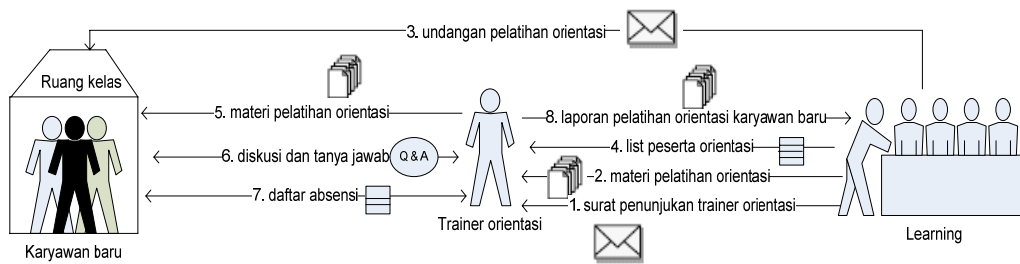 3. undangan pelatihan orientasi
Ruang kelas
5. materi pelatihan orientasi
8. laporan pelatihan orientasi karyawan baru
6. diskusi dan tanya jawab
Q & A
4. list peserta orientasi
2. materi pelatihan orientasi
7. daftar absensi
1. surat penunjukan trainer orientasi
Trainer orientasi
Learning
Karyawan baru